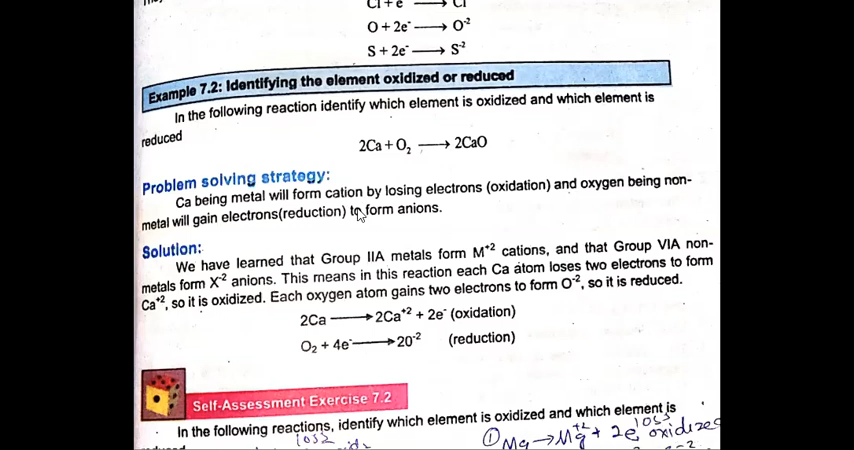 Cl + e⁻ ⟶ Cl⁻
O + 2e⁻ ⟶ O⁻²
S + 2e⁻ ⟶ S⁻²
Example 7.2: Identifying the element oxidized or reduced
In the following reaction identify which element is oxidized and which element is
reduced
2Ca + O₂ ⟶ 2CaO
Problem solving strategy:
Ca being metal will form cation by losing electrons (oxidation) and oxygen being non-
metal will gain electrons(reduction) to form anions.
Solution:
We have learned that Group IIA metals form M⁺² cations, and that Group VIA non-
metals form X⁻² anions. This means in this reaction each Ca atom loses two electrons to form
Ca⁺², so it is oxidized. Each oxygen atom gains two electrons to form O⁻², so it is reduced.
2Ca ⟶ 2Ca⁺² + 2e⁻ (oxidation)
O₂ + 4e⁻ ⟶ 20⁻² (reduction)
Self-Assessment Exercise 7.2
In the following reactions, identify which element is oxidized and which element is
loss
① Mg → Mg⁺² + 2e⁻ oxidized
loss